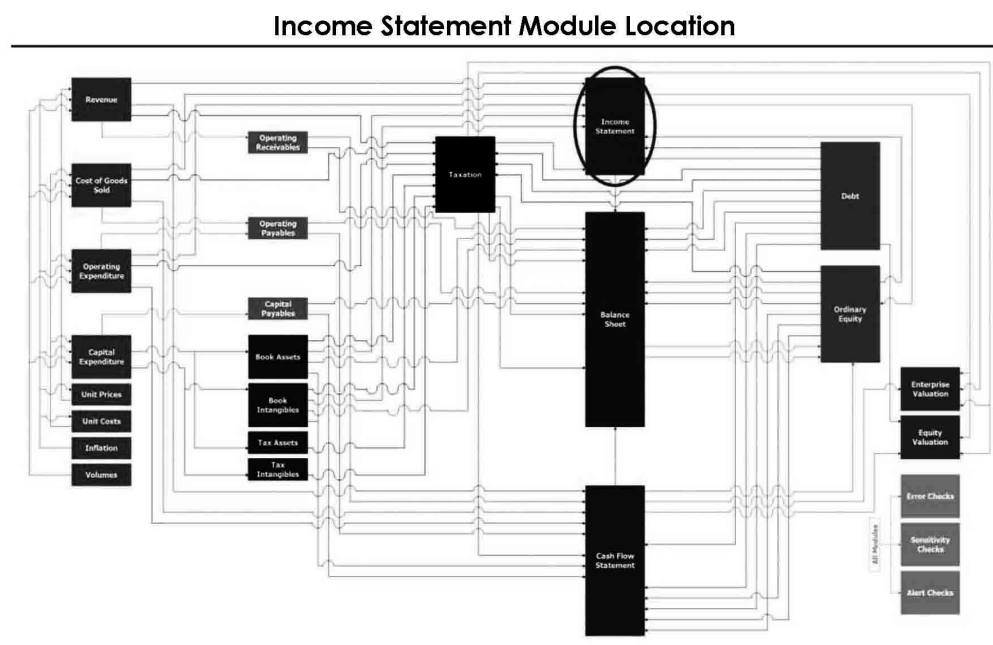 Income Statement Module Location
Revenue
Income
Statement
Operating
Receivables
Taxation
Debt
Cost of Goods
Sold
Operating
Payables
Operating
Expenditure
Balance
Sheet
Ordinary
Equity
Capital
Payables
Capital
Expenditure
Book Assets
Unit Prices
Book
Intangibles
Enterprise
Valuation
Unit Costs
Equity
Valuation
Inflation
Tax Assets
Volumes
Tax
Intangibles
Error Checks
All Modules
Sensitivity
Checks
Cash Flow
Statement
Alert Checks